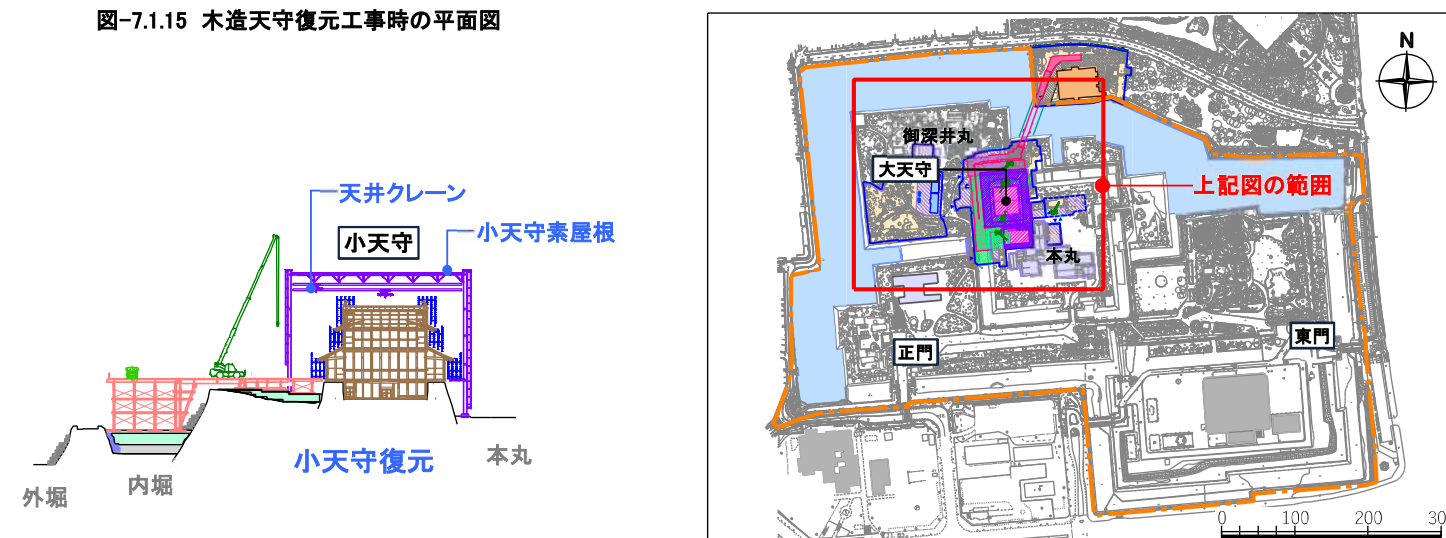 図-7.1.15 木造天守復元工事時の平面図
天井クレーン
小天守
小天守素屋根
小天守復元
本丸
内堀
外堀
N
御深井丸
大天守
上記図の範囲
本丸
正門
東門
0 100 200 30